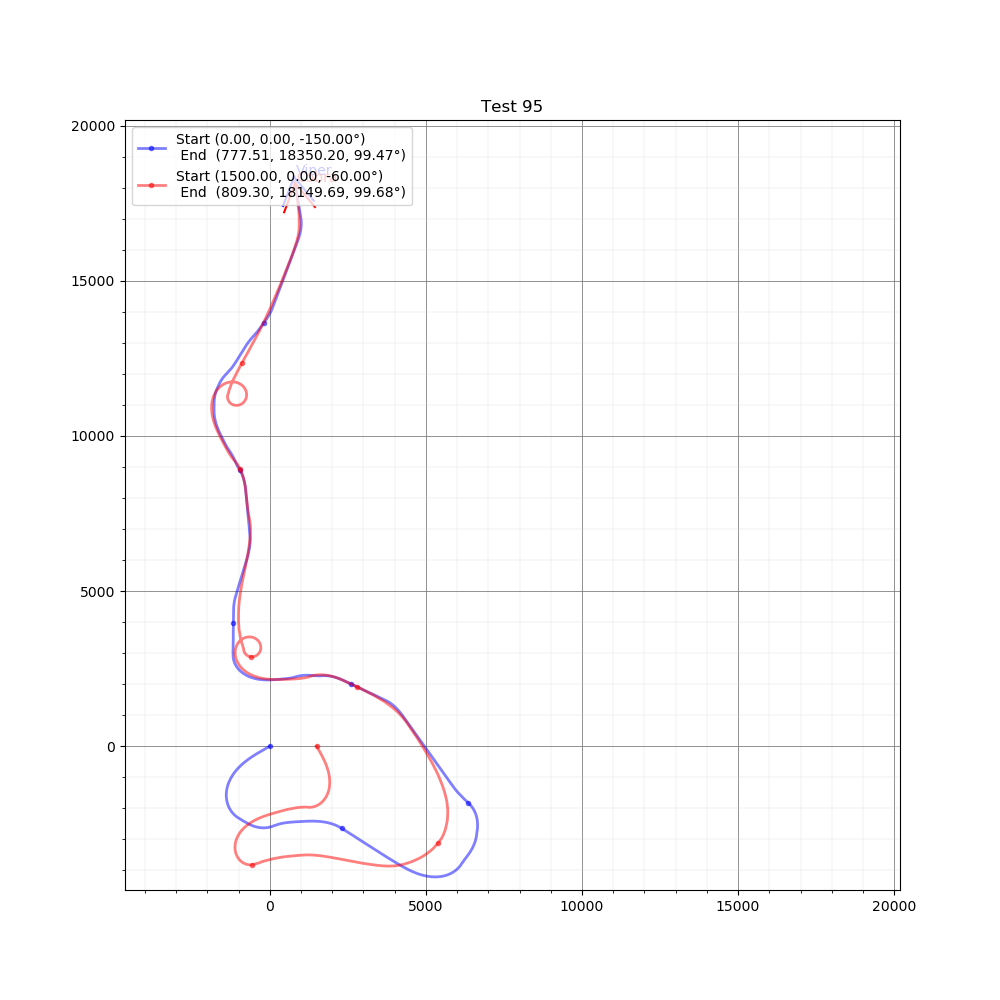 Test 95
Start (0.00, 0.00, -150.00°)
End (777.51, 18350.20, 99.47°)
Start (1500.00, 0.00, -60.00°)
End (809.30, 18149.69, 99.68°)
Viper
20000
15000
10000
5000
0
0
5000
10000
15000
20000